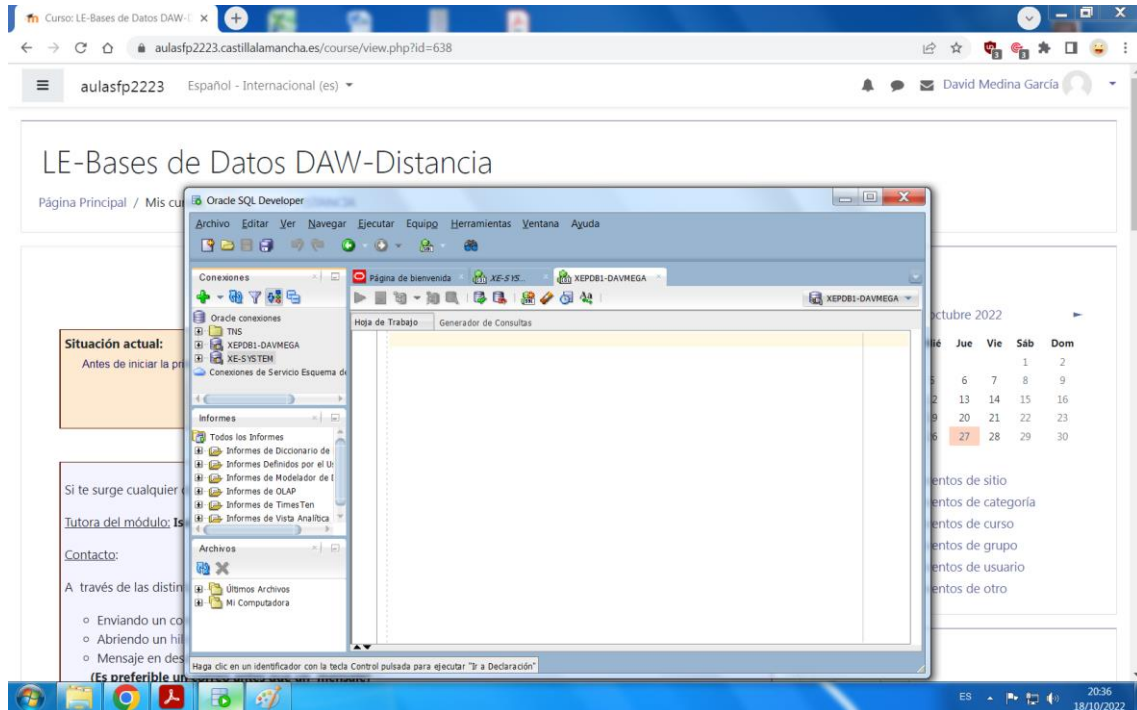 Curso: LE-Bases de Datos DAW-D
aulasfp2223.castillalamancha.es/course/view.php?id=638
aulasfp2223
Español - Internacional (es)
David Medina García
LE-Bases de Datos DAW-Distancia
Página Principal / Mis cur
Oracle SQL Developer
Archivo Editar Ver Navegar Ejecutar Equipo Herramientas Ventana Ayuda
Conexiones
Página de bienvenida
XE-SYS...
XEPDB1-DAVMEGA
XEPDB1-DAVMEGA
Hoja de Trabajo
Generador de Consultas
Oracle conexiones
TNS
XEPDB1-DAVMEGA
XE-SYSTEM
Conexiones de Servicio Esquema d
Informes
Todos los Informes
Informes de Diccionario de
Informes Definidos por el U
Informes de Modelador de
Informes de OLAP
Informes de TimesTen
Informes de Vista Analítica
Archivos
Últimos Archivos
Mi Computadora
Haga clic en un identificador con la tecla Control pulsada para ejecutar "Ir a Declaración"
Situación actual:
Antes de iniciar la pri
Si te surge cualquier
Tutora del módulo: Is
Contacto:
A través de las distin
Enviando un co
Abriendo un hil
Mensaje en des
(Es preferible un correo antes que un mensaje)
octubre 2022
Jue Vie Sáb Dom
1 2
6 7 8 9
13 14 15 16
20 21 22 23
27 28 29 30
entos de sitio
entos de categoría
entos de curso
entos de grupo
entos de usuario
entos de otro
ES
20:36
18/10/2022